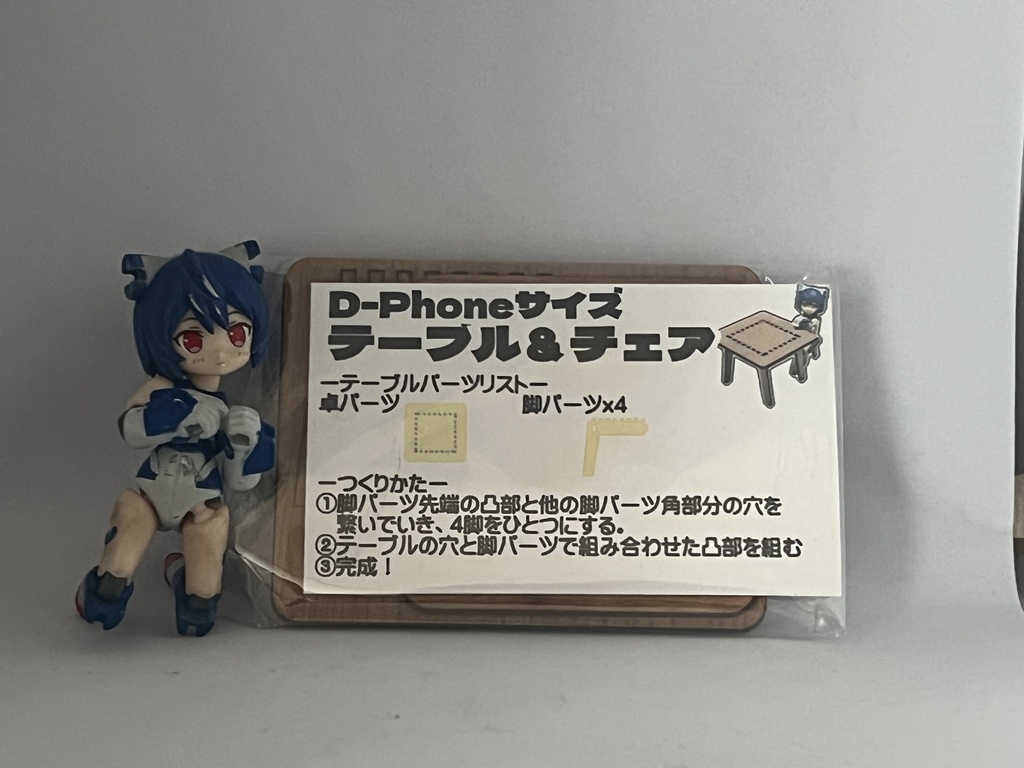 D-Phoneサイズ
テーブル＆チェア
ーテーブルパーツリストー
卓パーツ 脚パーツx4
ーつくりかたー
①脚パーツ先端の凸部と他の脚パーツ角部分の穴を
繋いでいき、4脚をひとつにする。
②テーブルの穴と脚パーツで組み合わせた凸部を組む
③完成！